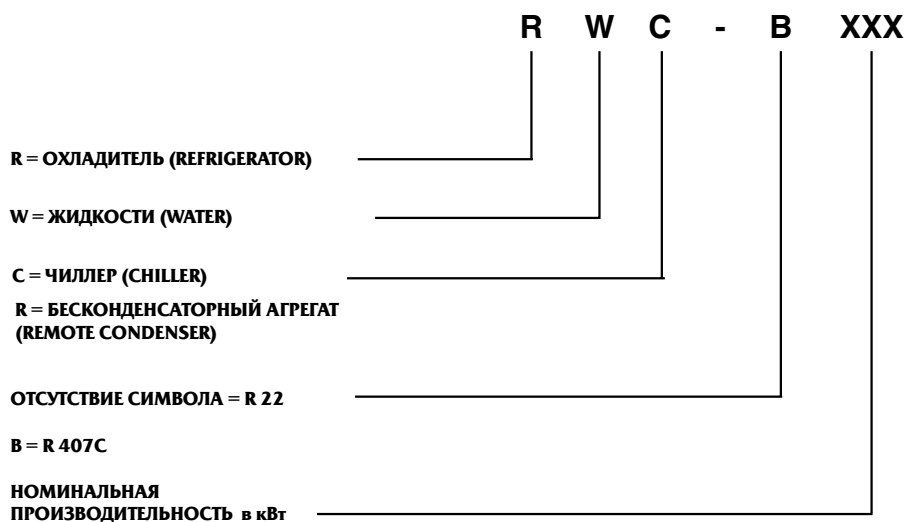 R W C - B XXX
R = ОХЛАДИТЕЛЬ (REFRIGERATOR)
W = ЖИДКОСТИ (WATER)
C = ЧИЛЛЕР (CHILLER)
R = БЕСКОНДЕНСАТОРНЫЙ АГРЕГАТ
(REMOTE CONDENSER)
ОТСУТСТВИЕ СИМВОЛА = R 22
B = R 407C
НОМИНАЛЬНАЯ
ПРОИЗВОДИТЕЛЬНОСТЬ в кВт